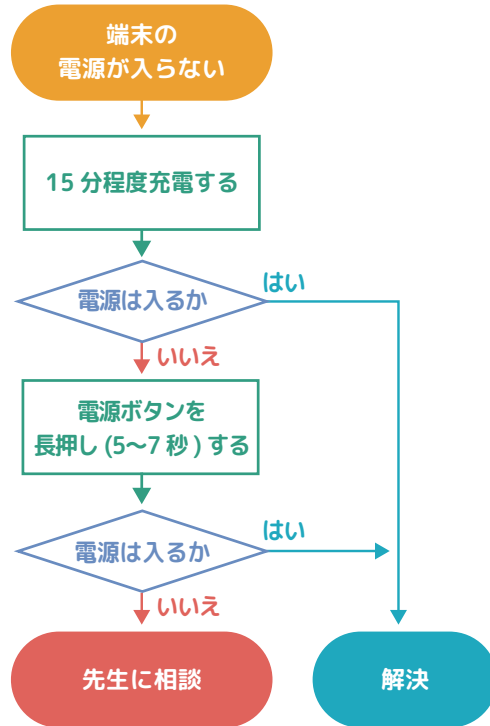 端末の
電源が入らない
15分程度充電する
電源は入るか
はい
いいえ
電源ボタンを
長押し(5〜7秒)する
電源は入るか
はい
いいえ
先生に相談
解決